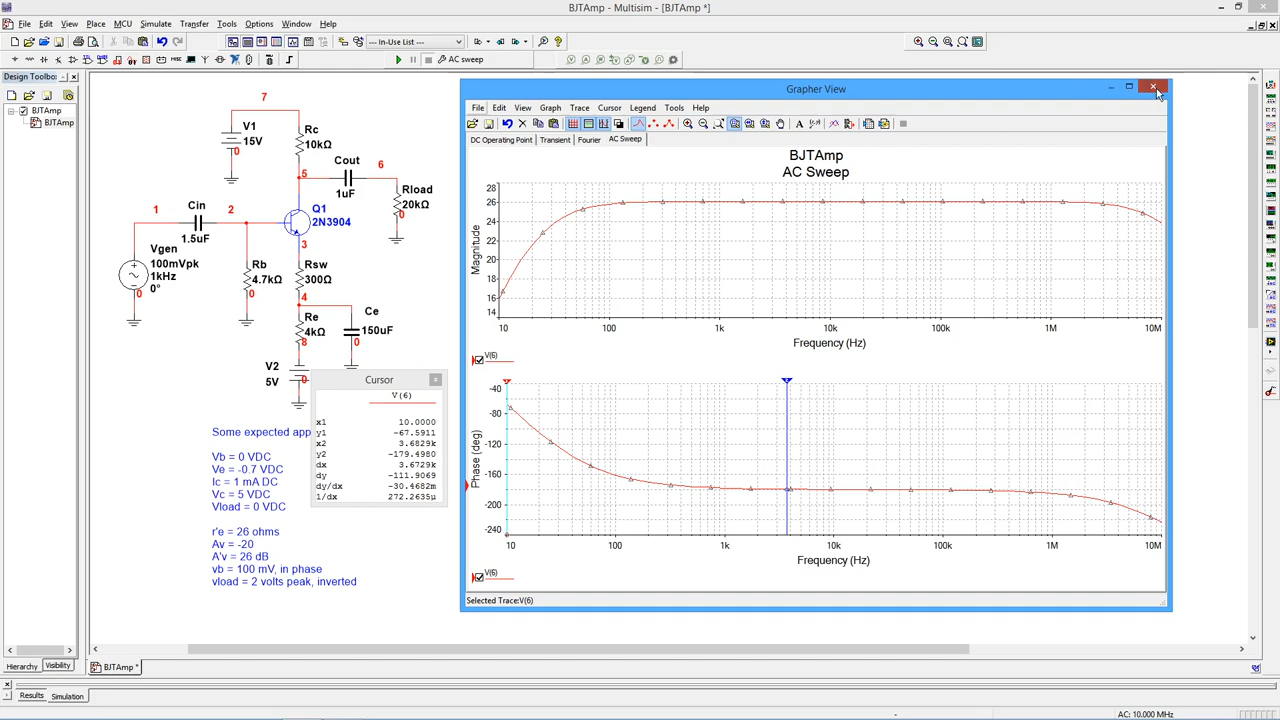 BJTAmp - Multisim - [BJTAmp *]
File Edit View Place MCU Simulate Transfer Tools Options Window Help
--- In-Use List ---
AC sweep
Design Toolbox
BJTAmp
BJTAmp
Hierarchy Visibility
7
V1
15V
0
Rc
10kΩ
Cout
1uF
6
5
Rload
20kΩ
0
1
Cin
1.5uF
2
Q1
2N3904
3
Vgen
100mVpk
1kHz
0°
0
Rb
4.7kΩ
0
Rsw
300Ω
4
Re
4kΩ
8
Ce
150uF
0
V2
5V
0
Some expected app
Vb = 0 VDC
Ve = -0.7 VDC
Ic = 1 mA DC
Vc = 5 VDC
Vload = 0 VDC
r'e = 26 ohms
Av = -20
A'v = 26 dB
vb = 100 mV, in phase
vload = 2 volts peak, inverted
Cursor
V(6)
x1 10.0000
y1 -67.5911
x2 3.6829k
y2 -179.4980
dx 3.6729k
dy -111.9069
dy/dx -30.4682m
1/dx 272.2635µ
Grapher View
File Edit View Graph Trace Cursor Legend Tools Help
DC Operating Point Transient Fourier AC Sweep
BJTAmp
AC Sweep
Magnitude
28
26
24
22
20
18
16
14
10 100 1k 10k 100k 1M 10M
Frequency (Hz)
V(6)
Phase (deg)
-40
-80
-120
-160
-200
-240
10 100 1k 10k 100k 1M 10M
Frequency (Hz)
V(6)
Selected Trace:V(6)
BJTAmp *
Results Simulation
- AC: 10.000 MHz